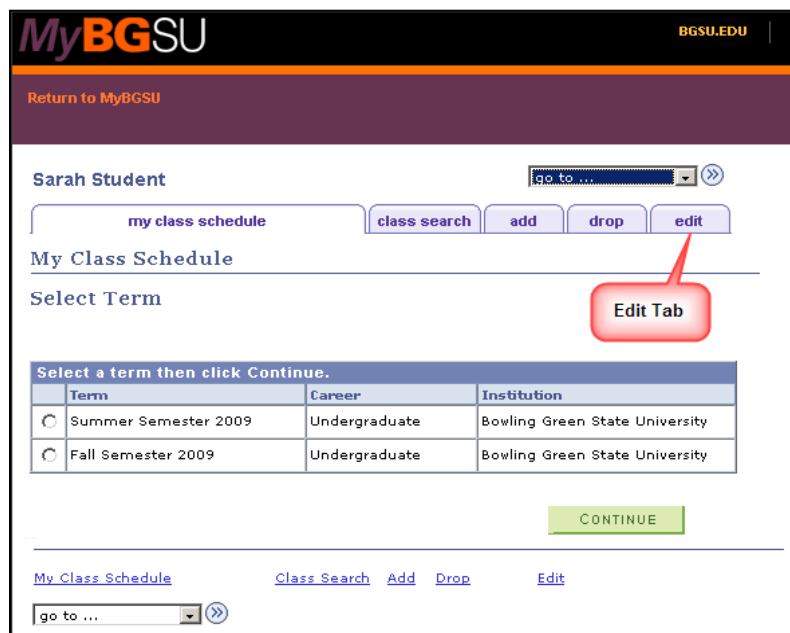 MyBGSU
BGSU.EDU
Return to MyBGSU
Sarah Student
go to ...
my class schedule class search add drop edit
My Class Schedule
Select Term
Edit Tab
Select a term then click Continue.
Term Career Institution
Summer Semester 2009 Undergraduate Bowling Green State University
Fall Semester 2009 Undergraduate Bowling Green State University
CONTINUE
My Class Schedule Class Search Add Drop Edit
go to ...